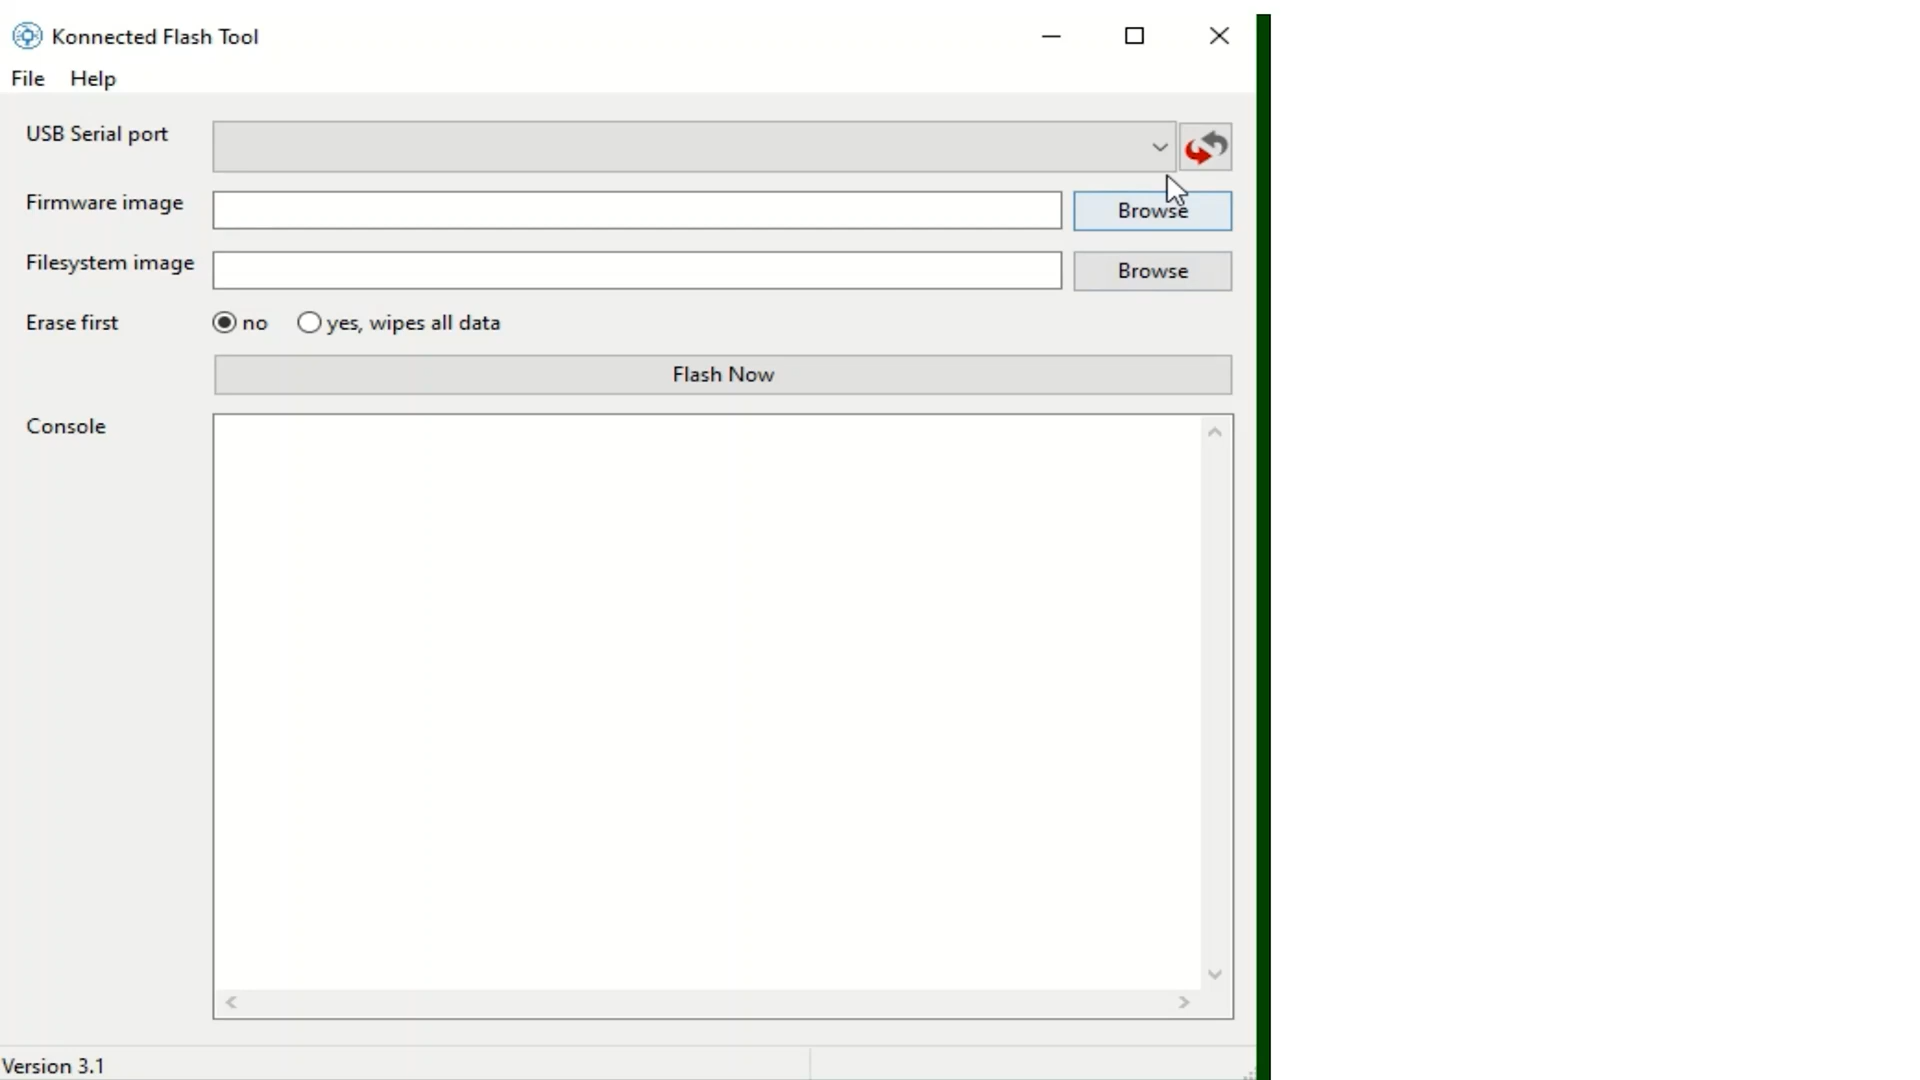 Konnected Flash Tool
File Help
USB Serial port
Firmware image Browse
Filesystem image Browse
Erase first no yes, wipes all data
Flash Now
Console
Version 3.1